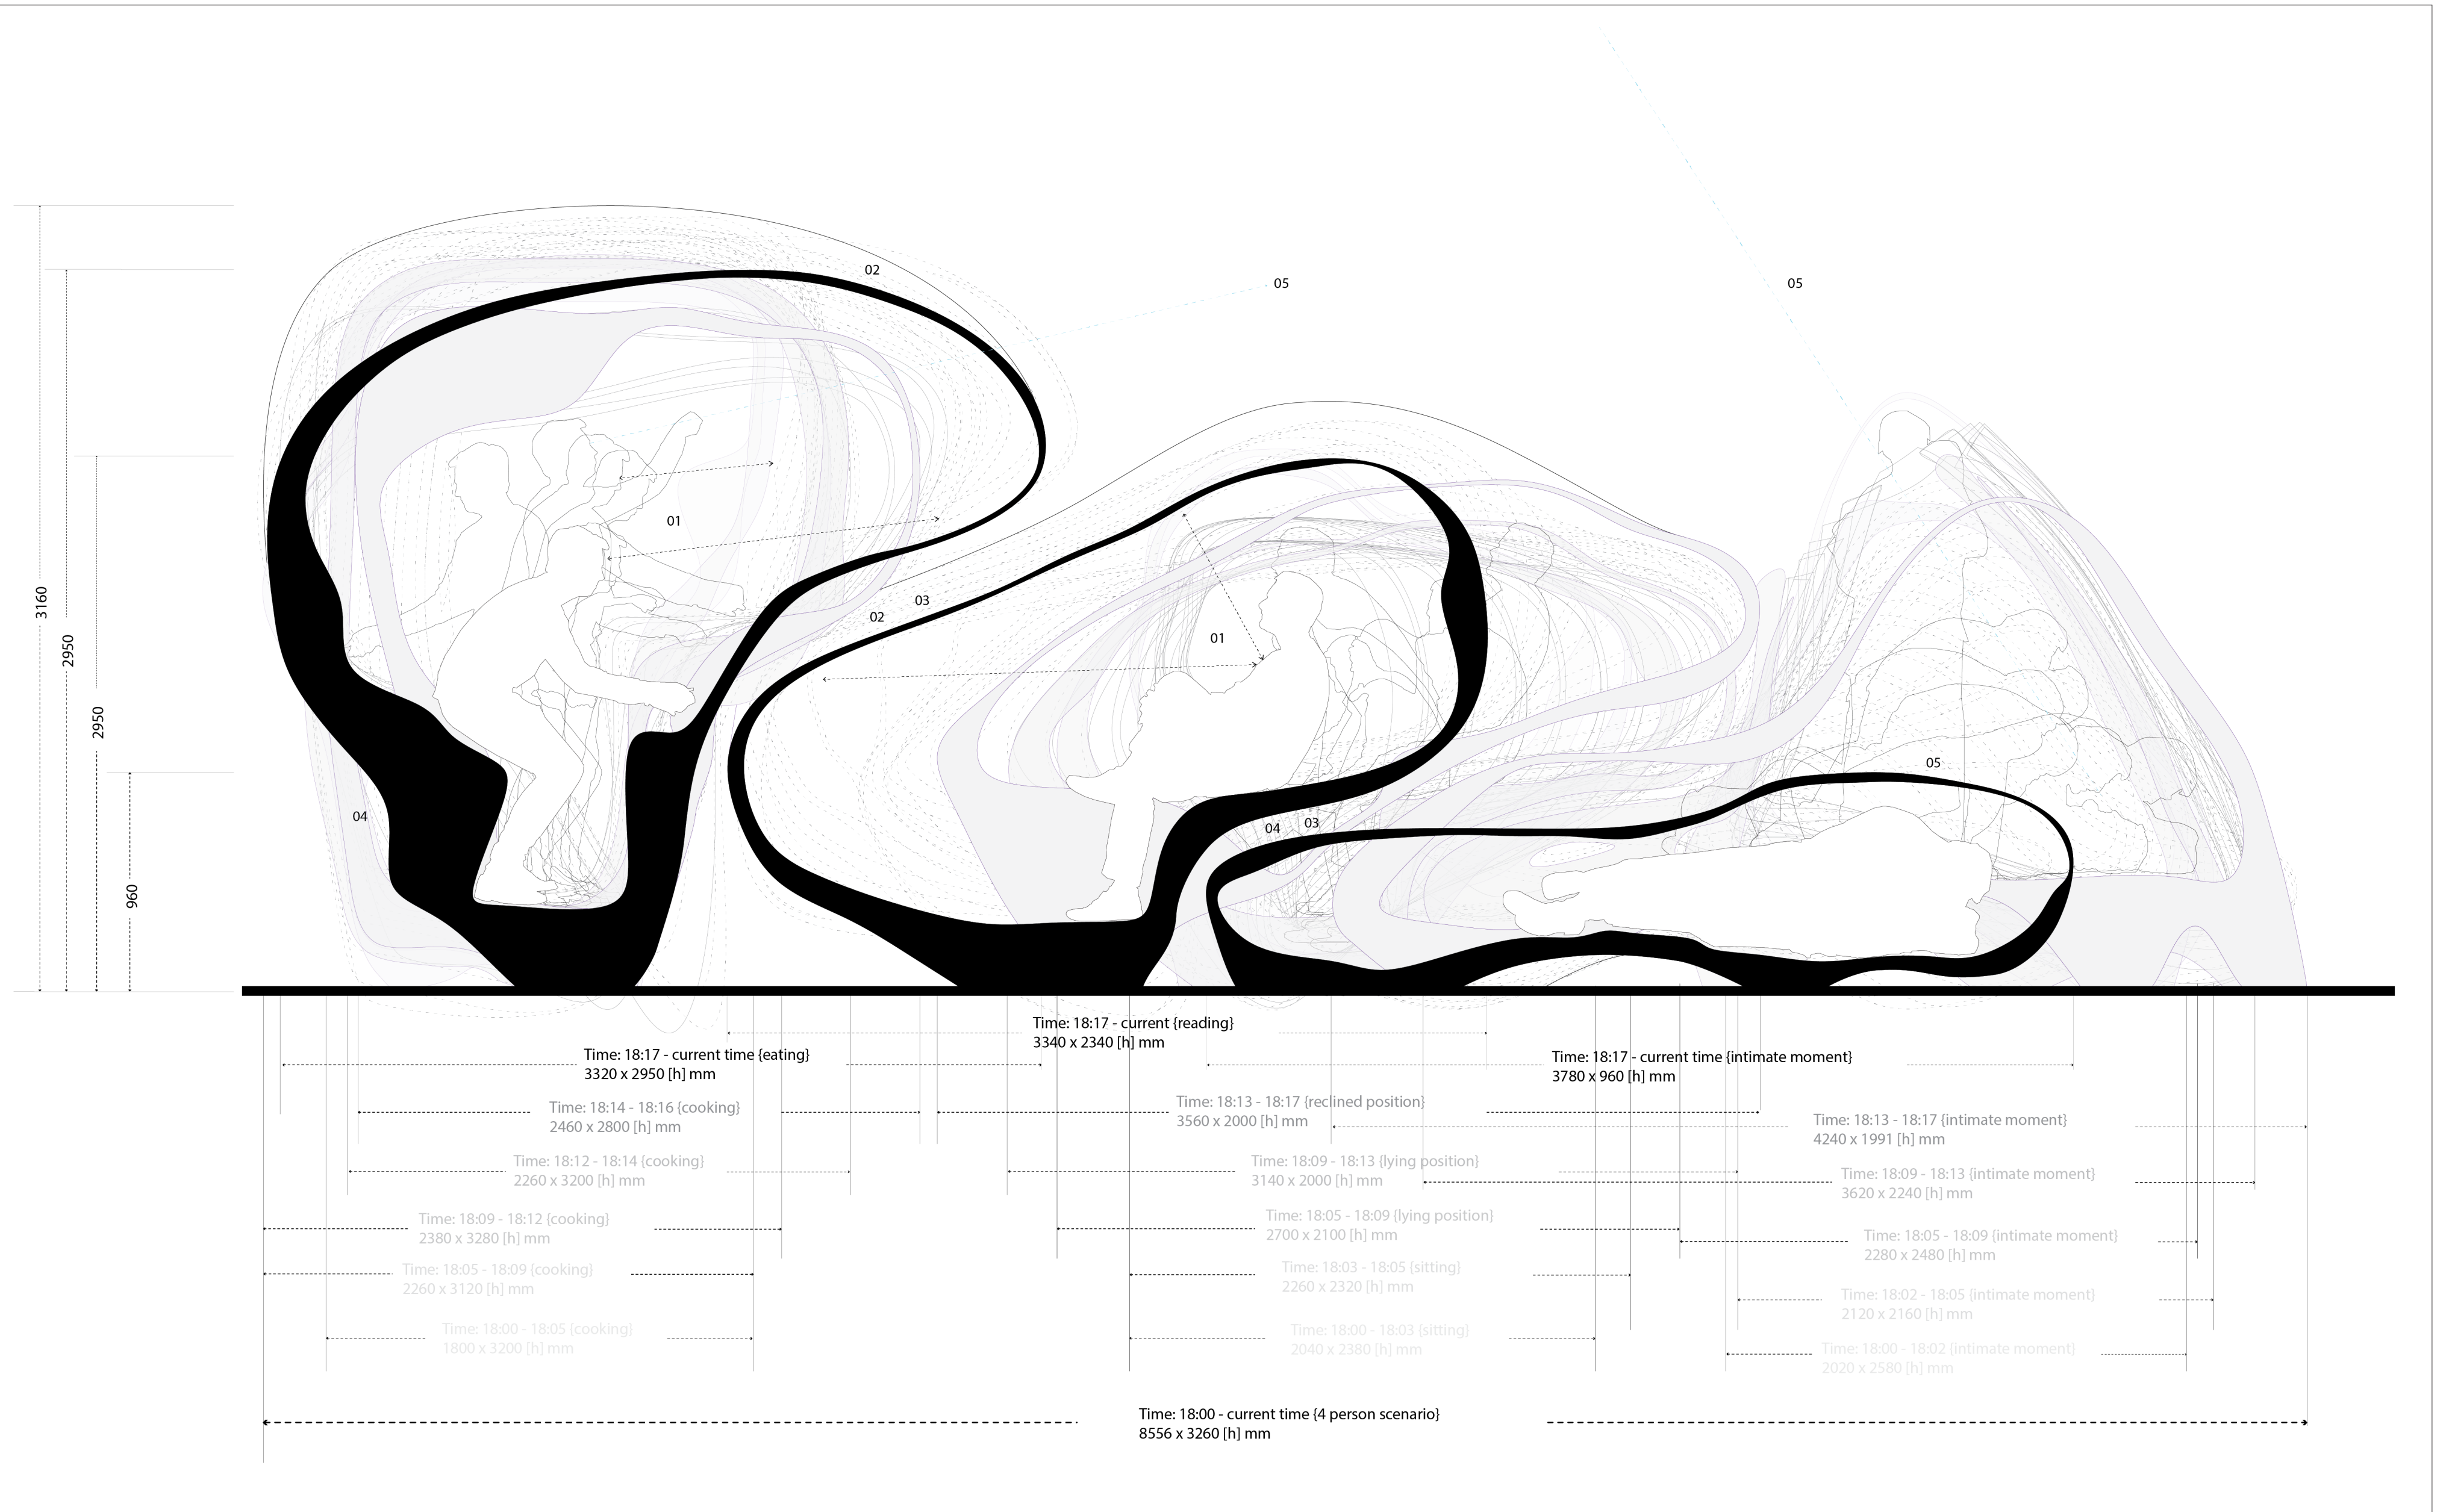 02
05
05
01
3160
03
02
2950
01
2950
05
04
04
03
960
Time: 18:17 - current {reading}
3340 x 2340 [h] mm
Time: 18:17 - current time {eating}
3320 x 2950 [h] mm
Time: 18:17 - current time {intimate moment}
3780 x 960 [h] mm
Time: 18:14 - 18:16 {cooking}
2460 x 2800 [h] mm
Time: 18:13 - 18:17 {reclined position}
3560 x 2000 [h] mm
Time: 18:13 - 18:17 {intimate moment}
4240 x 1991 [h] mm
Time: 18:12 - 18:14 {cooking}
2260 x 3200 [h] mm
Time: 18:09 - 18:13 {lying position}
3140 x 2000 [h] mm
Time: 18:09 - 18:13 {intimate moment}
3620 x 2240 [h] mm
Time: 18:09 - 18:12 {cooking}
2380 x 3280 [h] mm
Time: 18:05 - 18:09 {lying position}
2700 x 2100 [h] mm
Time: 18:05 - 18:09 {intimate moment}
2280 x 2480 [h] mm
Time: 18:05 - 18:09 {cooking}
2260 x 3120 [h] mm
Time: 18:03 - 18:05 {sitting}
2260 x 2320 [h] mm
Time: 18:02 - 18:05 {intimate moment}
2120 x 2160 [h] mm
Time: 18:00 - 18:05 {cooking}
1800 x 3200 [h] mm
Time: 18:00 - 18:03 {sitting}
2040 x 2380 [h] mm
Time: 18:00 - 18:02 {intimate moment}
2020 x 2580 [h] mm
Time: 18:00 - current time {4 person scenario}
8556 x 3260 [h] mm